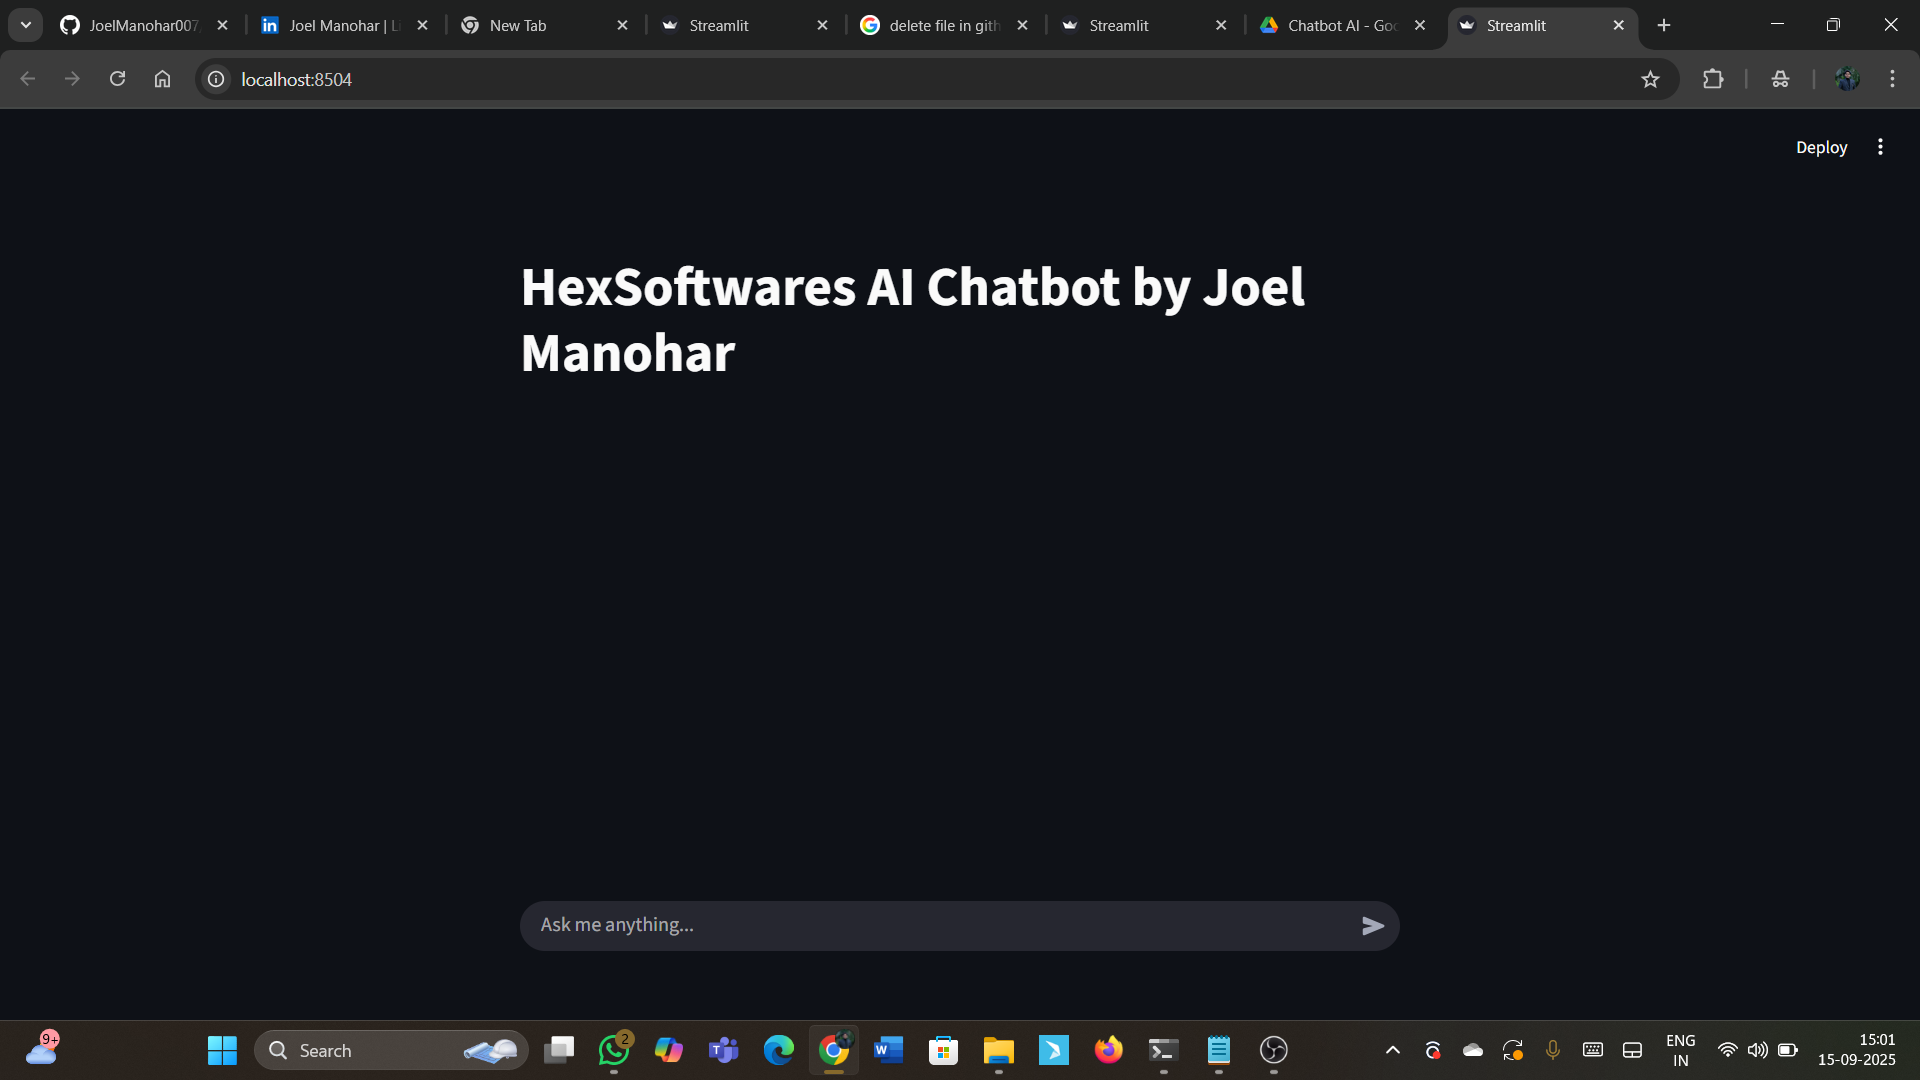 JoelManohar007
Joel Manohar | Li
New Tab
Streamlit
delete file in gith
Streamlit
Chatbot AI - Goo
Streamlit
localhost:8504
Deploy
HexSoftwares AI Chatbot by Joel
Manohar
Ask me anything...
9+
Search
2
ENG
IN
15:01
15-09-2025